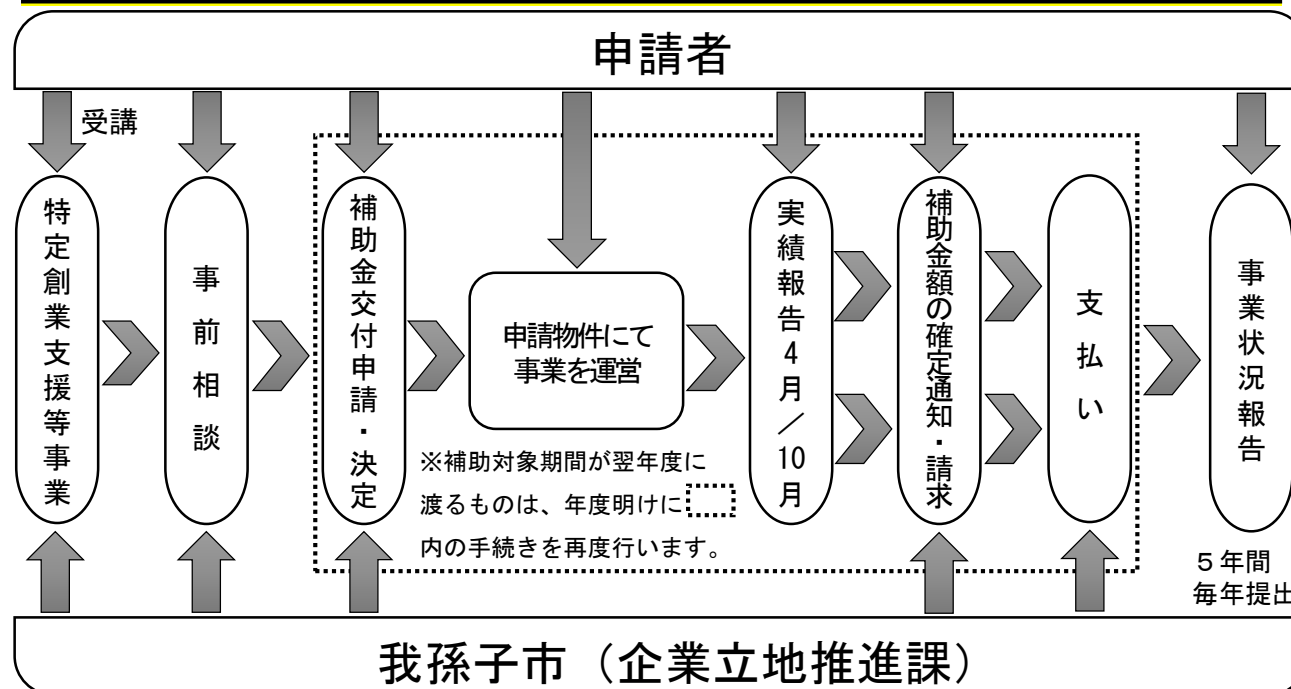 申請者
受講
特定創業支援等事業
事前相談
補助金交付申請・決定
申請物件にて
事業を運営
※補助対象期間が翌年度に
渡るものは、年度明けに
内の手続きを再度行います。
実績報告4月／10月
補助金額の確定通知・請求
支払い
事業状況報告
５年間
毎年提出
我孫子市（企業立地推進課）